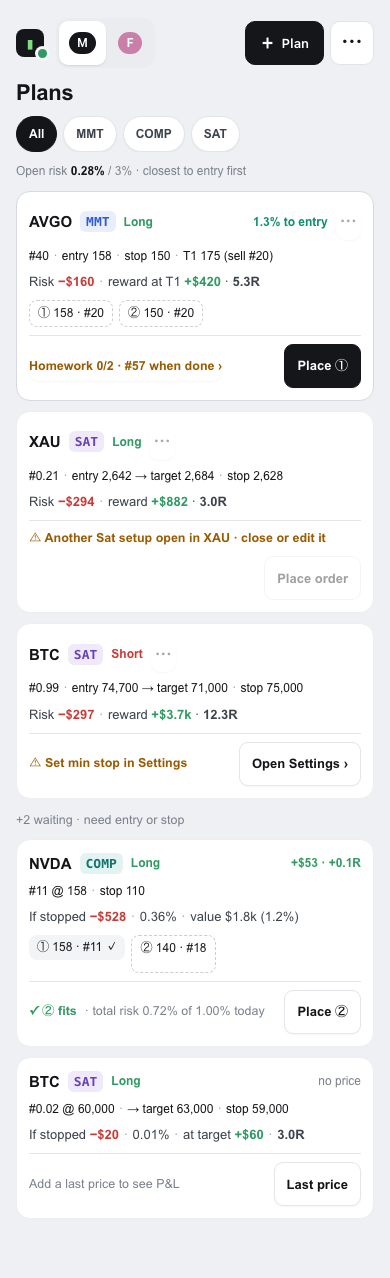 M F + Plan ···
Plans
All MMT COMP SAT
Open risk 0.28% / 3% · closest to entry first
AVGO MMT Long 1.3% to entry ···
#40 · entry 158 · stop 150 · T1 175 (sell #20)
Risk −$160 · reward at T1 +$420 · 5.3R
① 158 · #20 ② 150 · #20
Homework 0/2 · #57 when done › Place ①
XAU SAT Long ···
#0.21 · entry 2,642 → target 2,684 · stop 2,628
Risk −$294 · reward +$882 · 3.0R
⚠ Another Sat setup open in XAU · close or edit it
Place order
BTC SAT Short ···
#0.99 · entry 74,700 → target 71,000 · stop 75,000
Risk −$297 · reward +$3.7k · 12.3R
⚠ Set min stop in Settings Open Settings ›
+2 waiting · need entry or stop
NVDA COMP Long +$53 · +0.1R
#11 @ 158 · stop 110
If stopped −$528 · 0.36% · value $1.8k (1.2%)
① 158 · #11 ✓ ② 140 · #18
✓② fits · total risk 0.72% of 1.00% today Place ②
BTC SAT Long no price
#0.02 @ 60,000 · → target 63,000 · stop 59,000
If stopped −$20 · 0.01% · at target +$60 · 3.0R
Add a last price to see P&L Last price